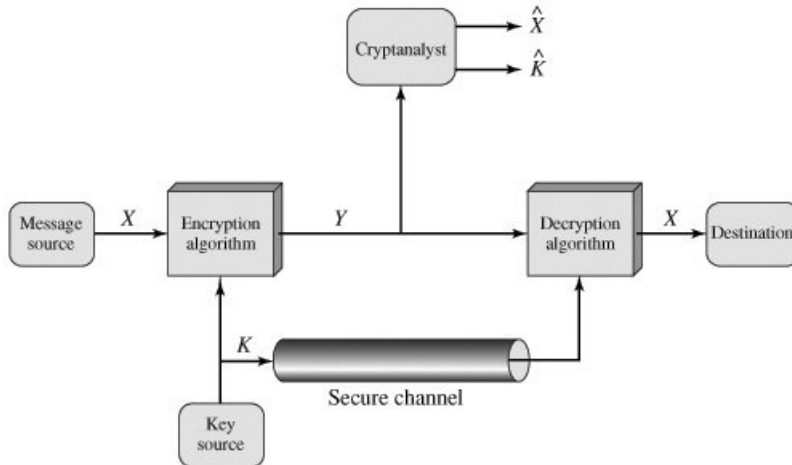 X̂
Cryptanalyst
K̂
Message
source
X
Encryption
algorithm
Y
Decryption
algorithm
X
Destination
K
Secure channel
Key
source